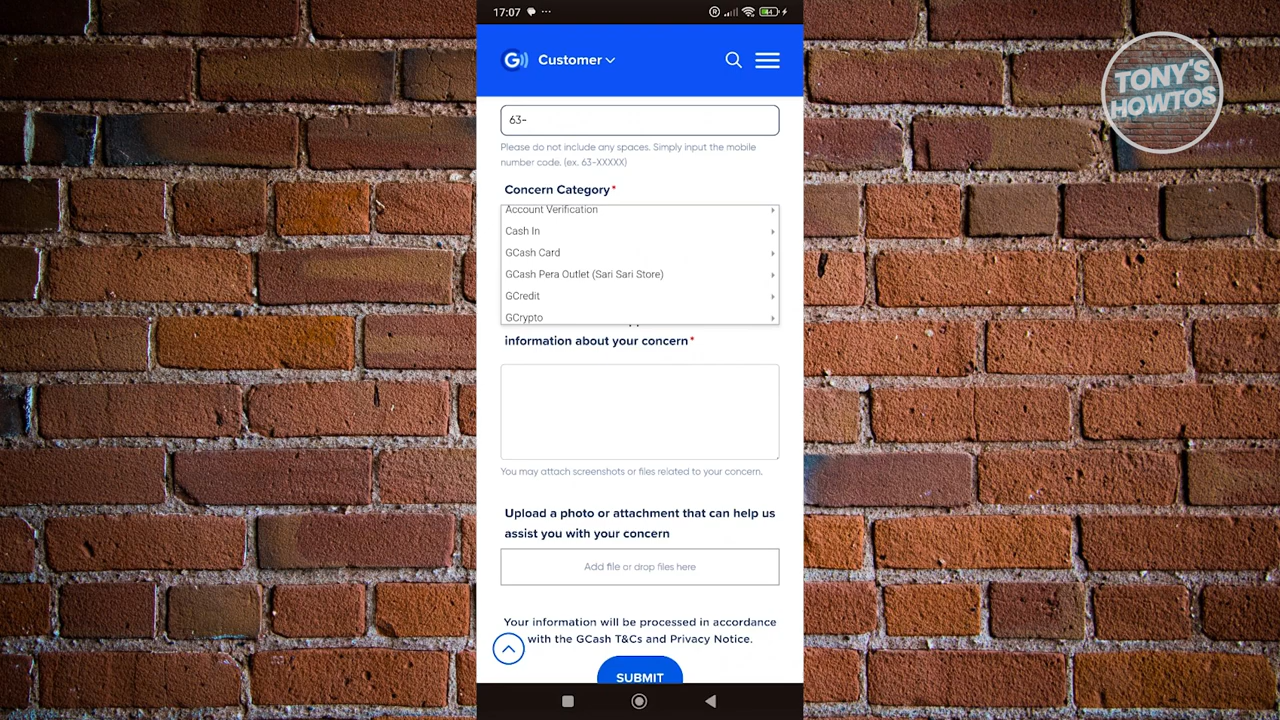 17:07
Customer
TONY'S
HOWTOS
63-
Please do not include any spaces. Simply input the mobile
number code. (ex. 63-XXXXX)
Concern Category*
Account Verification
Cash In
GCash Card
GCash Pera Outlet (Sari Sari Store)
GCredit
GCrypto
information about your concern*
You may attach screenshots or files related to your concern.
Upload a photo or attachment that can help us
assist you with your concern
Add file or drop files here
Your information will be processed in accordance
with the GCash T&Cs and Privacy Notice.
SUBMIT